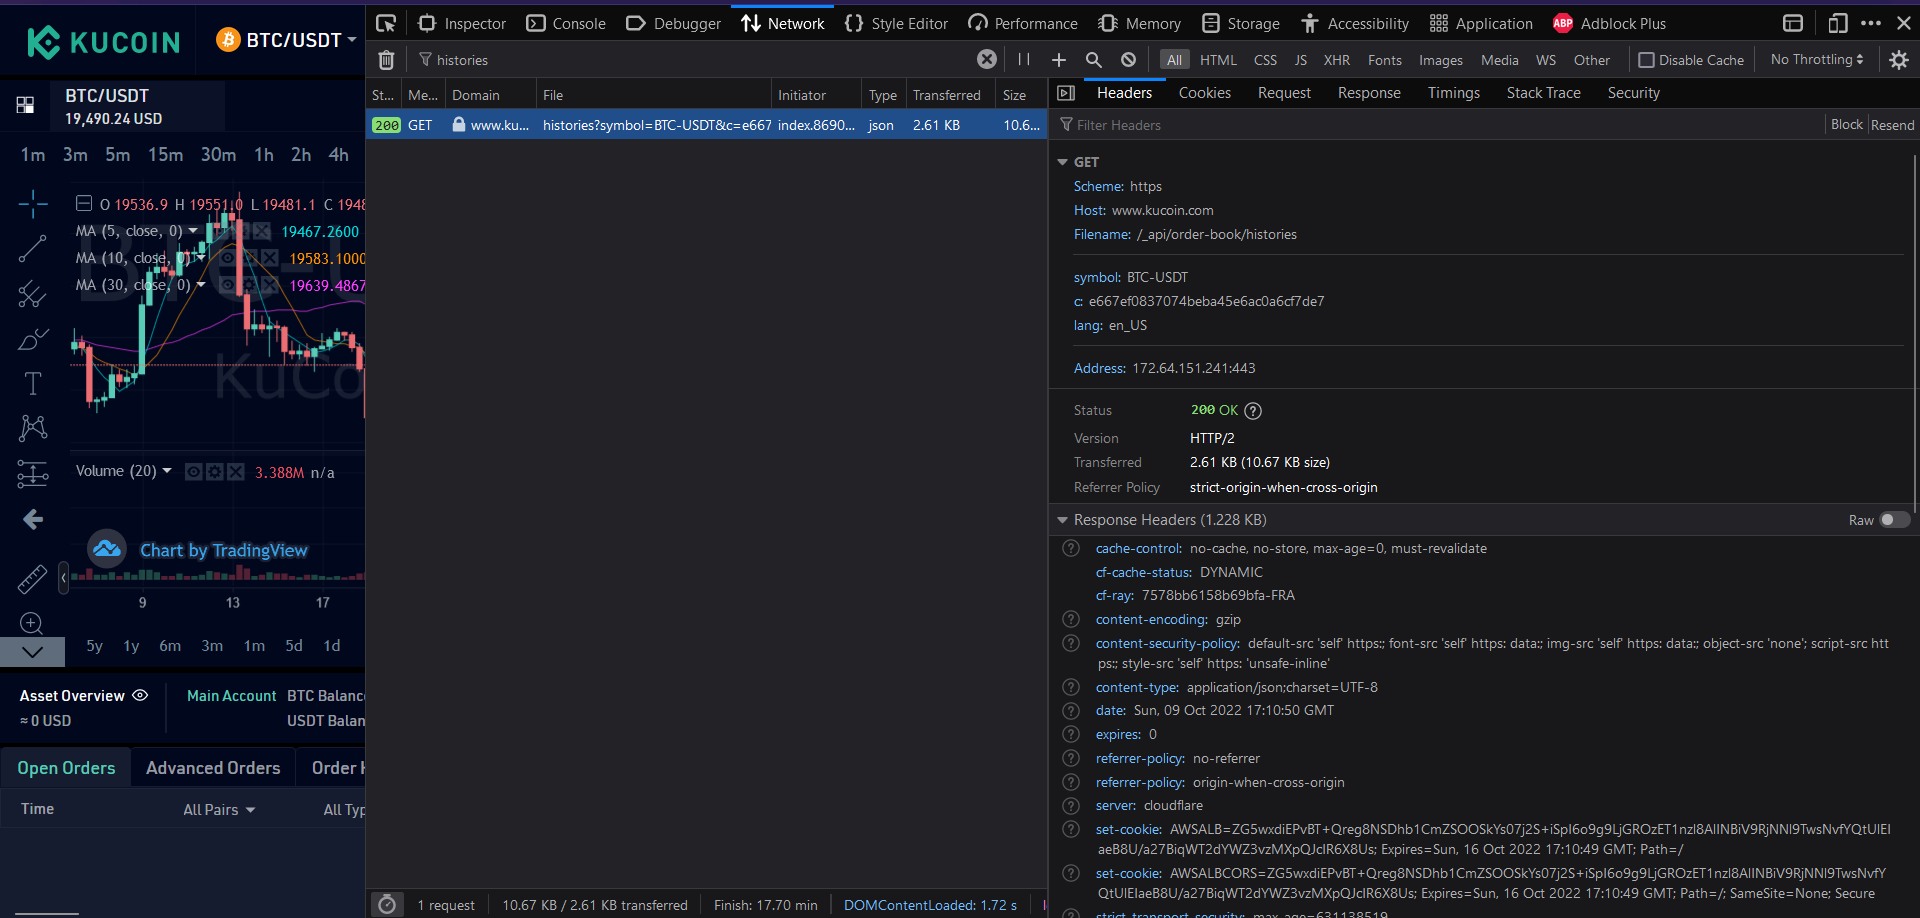 KUCOIN
BTC/USDT
BTC/USDT
19,490.24 USD
1m 3m 5m 15m 30m 1h 2h 4h
O 19536.9 H 19551.0 L 19481.1 C 1948
MA (5, close, 0) 19467.2600
MA (10, close, 0) 19583.1000
MA (30, close, 0) 19639.4867
KuCo
Volume (20) 3.388M n/a
Chart by TradingView
9 13 17
5y 1y 6m 3m 1m 5d 1d
Asset Overview Main Account BTC Balance
≈ 0 USD USDT Balan
Open Orders Advanced Orders Order H
Time All Pairs All Typ
Inspector Console Debugger Network Style Editor Performance Memory Storage Accessibility Application ABP Adblock Plus
histories All HTML CSS JS XHR Fonts Images Media WS Other Disable Cache No Throttling
St... Me... Domain File Initiator Type Transferred Size
200 GET www.ku... histories?symbol=BTC-USDT&c=e667 index.8690... json 2.61 KB 10.6...
1 request 10.67 KB / 2.61 KB transferred Finish: 17.70 min DOMContentLoaded: 1.72 s
Headers Cookies Request Response Timings Stack Trace Security
Filter Headers Block Resend
GET
Scheme: https
Host: www.kucoin.com
Filename: /_api/order-book/histories
symbol: BTC-USDT
c: e667ef0837074beba45e6ac0a6cf7de7
lang: en_US
Address: 172.64.151.241:443
Status 200 OK
Version HTTP/2
Transferred 2.61 KB (10.67 KB size)
Referrer Policy strict-origin-when-cross-origin
Response Headers (1.228 KB) Raw
cache-control: no-cache, no-store, max-age=0, must-revalidate
cf-cache-status: DYNAMIC
cf-ray: 7578bb6158b69bfa-FRA
content-encoding: gzip
content-security-policy: default-src 'self' https:; font-src 'self' https: data:; img-src 'self' https: data:; object-src 'none'; script-src htt
ps:; style-src 'self' https: 'unsafe-inline'
content-type: application/json;charset=UTF-8
date: Sun, 09 Oct 2022 17:10:50 GMT
expires: 0
referrer-policy: no-referrer
referrer-policy: origin-when-cross-origin
server: cloudflare
set-cookie: AWSALB=ZG5wxdiEPvBT+Qreg8NSDhb1CmZSOOSkYs07j2S+iSpI6o9g9LjGROzET1nzl8AlINBiV9RjNNl9TwsNvfYQtUlEI
aeB8U/a27BiqWT2dYWZ3vzMXpQJclR6X8Us; Expires=Sun, 16 Oct 2022 17:10:49 GMT; Path=/
set-cookie: AWSALBCORS=ZG5wxdiEPvBT+Qreg8NSDhb1CmZSOOSkYs07j2S+iSpI6o9g9LjGROzET1nzl8AlINBiV9RjNNl9TwsNvfY
QtUlEIaeB8U/a27BiqWT2dYWZ3vzMXpQJclR6X8Us; Expires=Sun, 16 Oct 2022 17:10:49 GMT; Path=/; SameSite=None; Secure
strict-transport-security: max-age=631138519